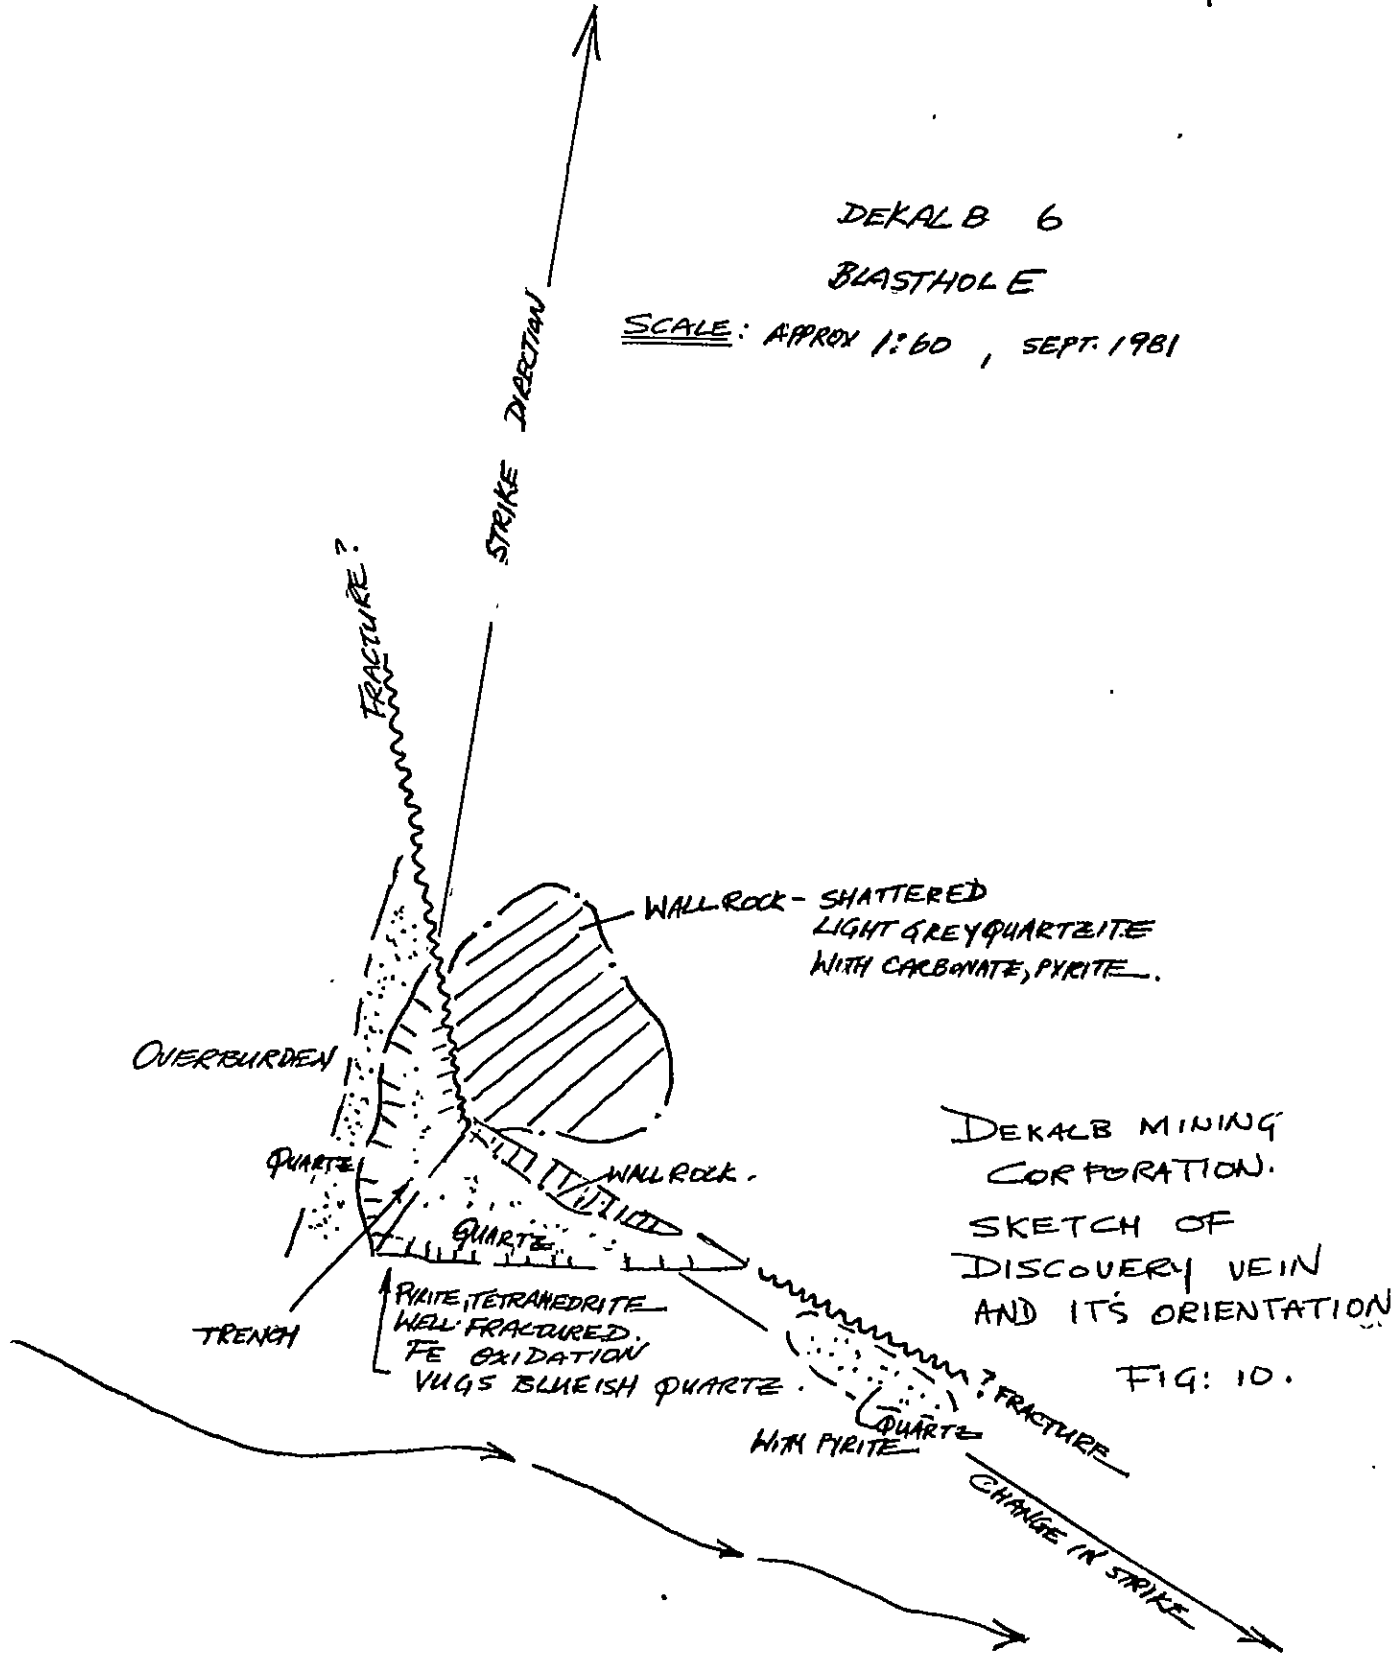 DEKALB 6
BLASTHOLE
SCALE: APPROX 1:60, SEPT. 1981
STRIKE DIRECTION
FRACTURE?
WALL ROCK - SHATTERED
LIGHT GREY QUARTZITE
WITH CARBONATE, PYRITE.
OVERBURDEN
QUARTZ
WALL ROCK.
QUARTZ
TRENCH
PYRITE, TETRAHEDRITE
WELL FRACTURED.
FE OXIDATION
VUGS BLUEISH QUARTZ.
WITH PYRITE
QUARTZ
? FRACTURE
CHANGE IN STRIKE
DEKALB MINING
CORPORATION.
SKETCH OF
DISCOVERY VEIN
AND IT'S ORIENTATION
FIG: 10.